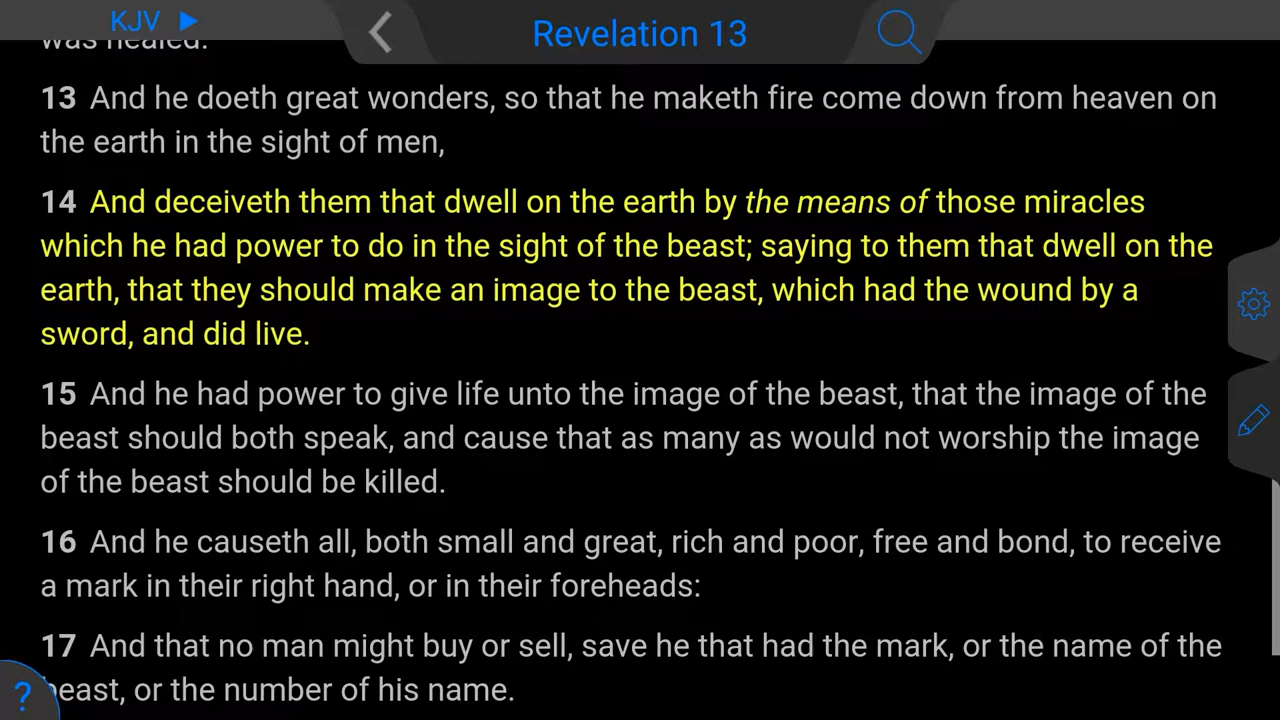 KJV
Revelation 13
was healed.
13 And he doeth great wonders, so that he maketh fire come down from heaven on
the earth in the sight of men,
14 And deceiveth them that dwell on the earth by the means of those miracles
which he had power to do in the sight of the beast; saying to them that dwell on the
earth, that they should make an image to the beast, which had the wound by a
sword, and did live.
15 And he had power to give life unto the image of the beast, that the image of the
beast should both speak, and cause that as many as would not worship the image
of the beast should be killed.
16 And he causeth all, both small and great, rich and poor, free and bond, to receive
a mark in their right hand, or in their foreheads:
17 And that no man might buy or sell, save he that had the mark, or the name of the
beast, or the number of his name.
?